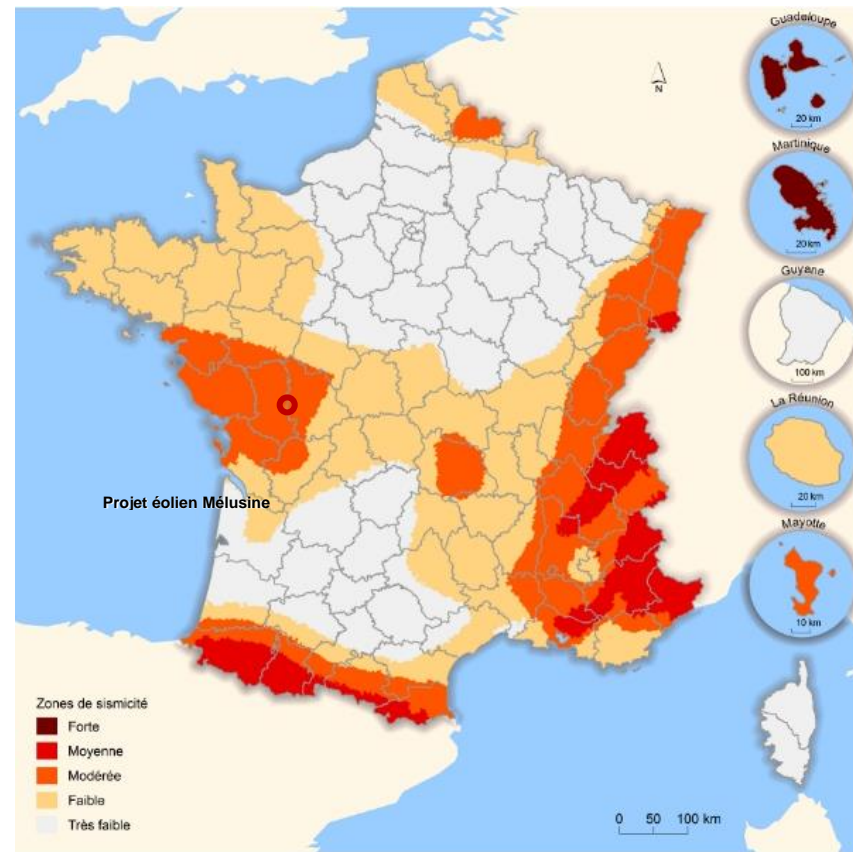 Guadeloupe
20 km
Martinique
20 km
Guyane
100 km
La Réunion
20 km
Mayotte
10 km
N
Projet éolien Mélusine
Zones de sismicité
Forte
Moyenne
Modérée
Faible
Très faible
0 50 100 km